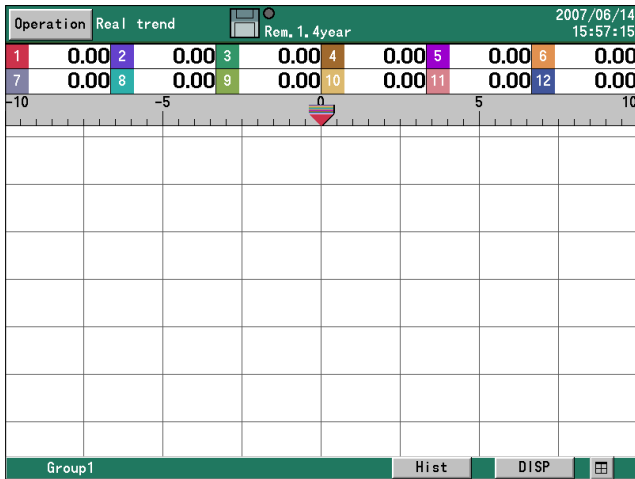 Operation Real trend Rem.1.4year 2007/06/14
15:57:15
1 0.00 2 0.00 3 0.00 4 0.00 5 0.00 6 0.00
7 0.00 8 0.00 9 0.00 10 0.00 11 0.00 12 0.00
-10 -5 0 5 10
Group1 Hist DISP